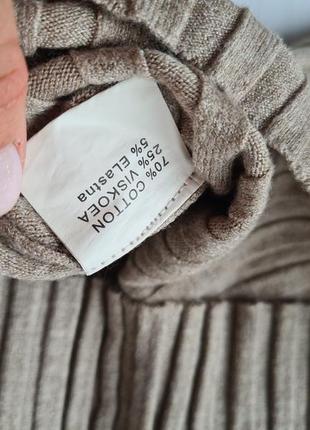 70% COTTON
25% VISKOEA
5% ELastna